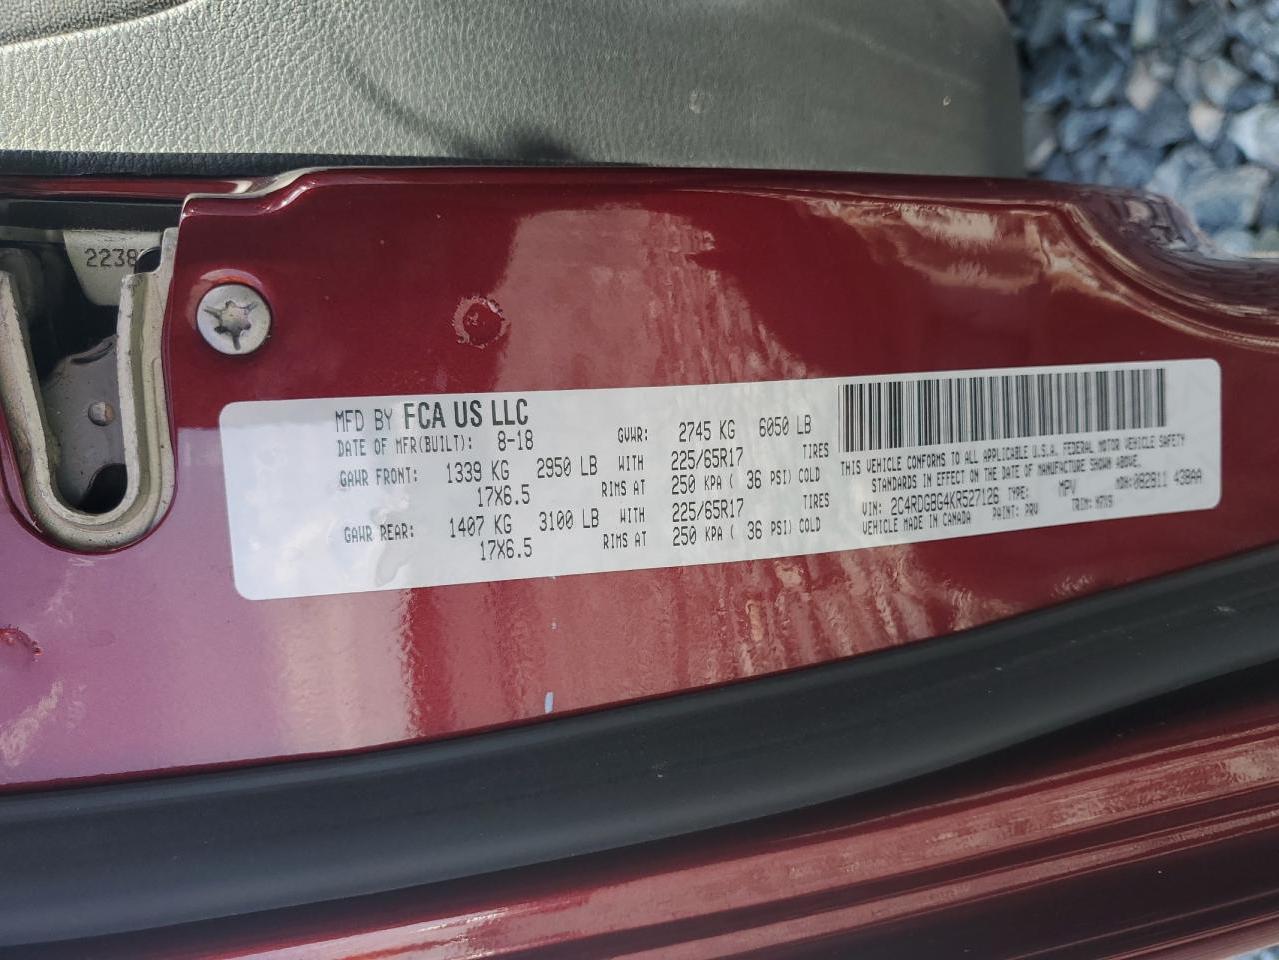 2238
MFD BY FCA US LLC
DATE OF MFR(BUILT): 8-18 GVWR: 2745 KG 6050 LB
GAWR FRONT: 1339 KG 2950 LB WITH 225/65R17 TIRES
17X6.5 RIMS AT 250 KPA ( 36 PSI) COLD
GAWR REAR: 1407 KG 3100 LB WITH 225/65R17 TIRES
17X6.5 RIMS AT 250 KPA ( 36 PSI) COLD
THIS VEHICLE CONFORMS TO ALL APPLICABLE U.S.A. FEDERAL MOTOR VEHICLE SAFETY
STANDARDS IN EFFECT ON THE DATE OF MANUFACTURE SHOWN ABOVE.
VIN: 2C4RDGBG4KR527126 TYPE: MPV MDH: 082811 438AA
VEHICLE MADE IN CANADA PAINT: PRV TRIM: